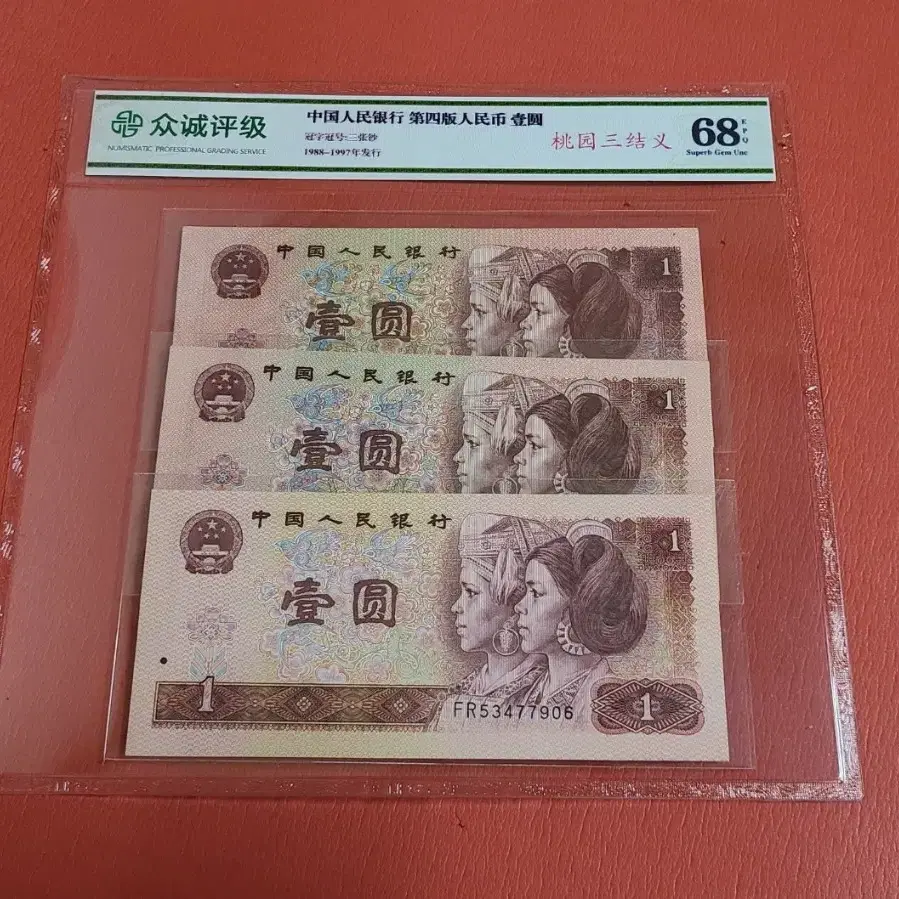 众诚评级
NUMISMATIC PROFESSIONAL GRADING SERVICE
中国人民银行 第四版人民币 壹圆
冠字冠号:三张钞
1988-1997年发行
桃园三结义
68 EPQ
Superb Gem Unc
中国人民银行
壹圆
1
中国人民银行
壹圆
1
中国人民银行
壹圆
1
1
FR53477906
1